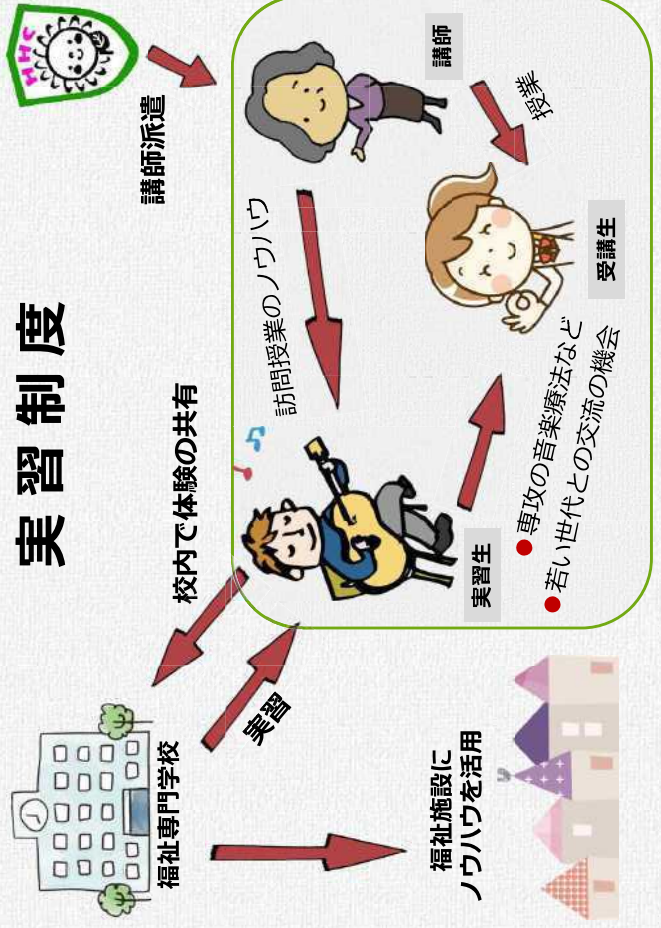 実習制度
JHM
講師派遣
福祉専門学校
校内で体験の共有
実習
訪問授業のノウハウ
講師
授業
実習生
受講生
●専攻の音楽療法など
●若い世代との交流の機会
福祉施設に
ノウハウを活用